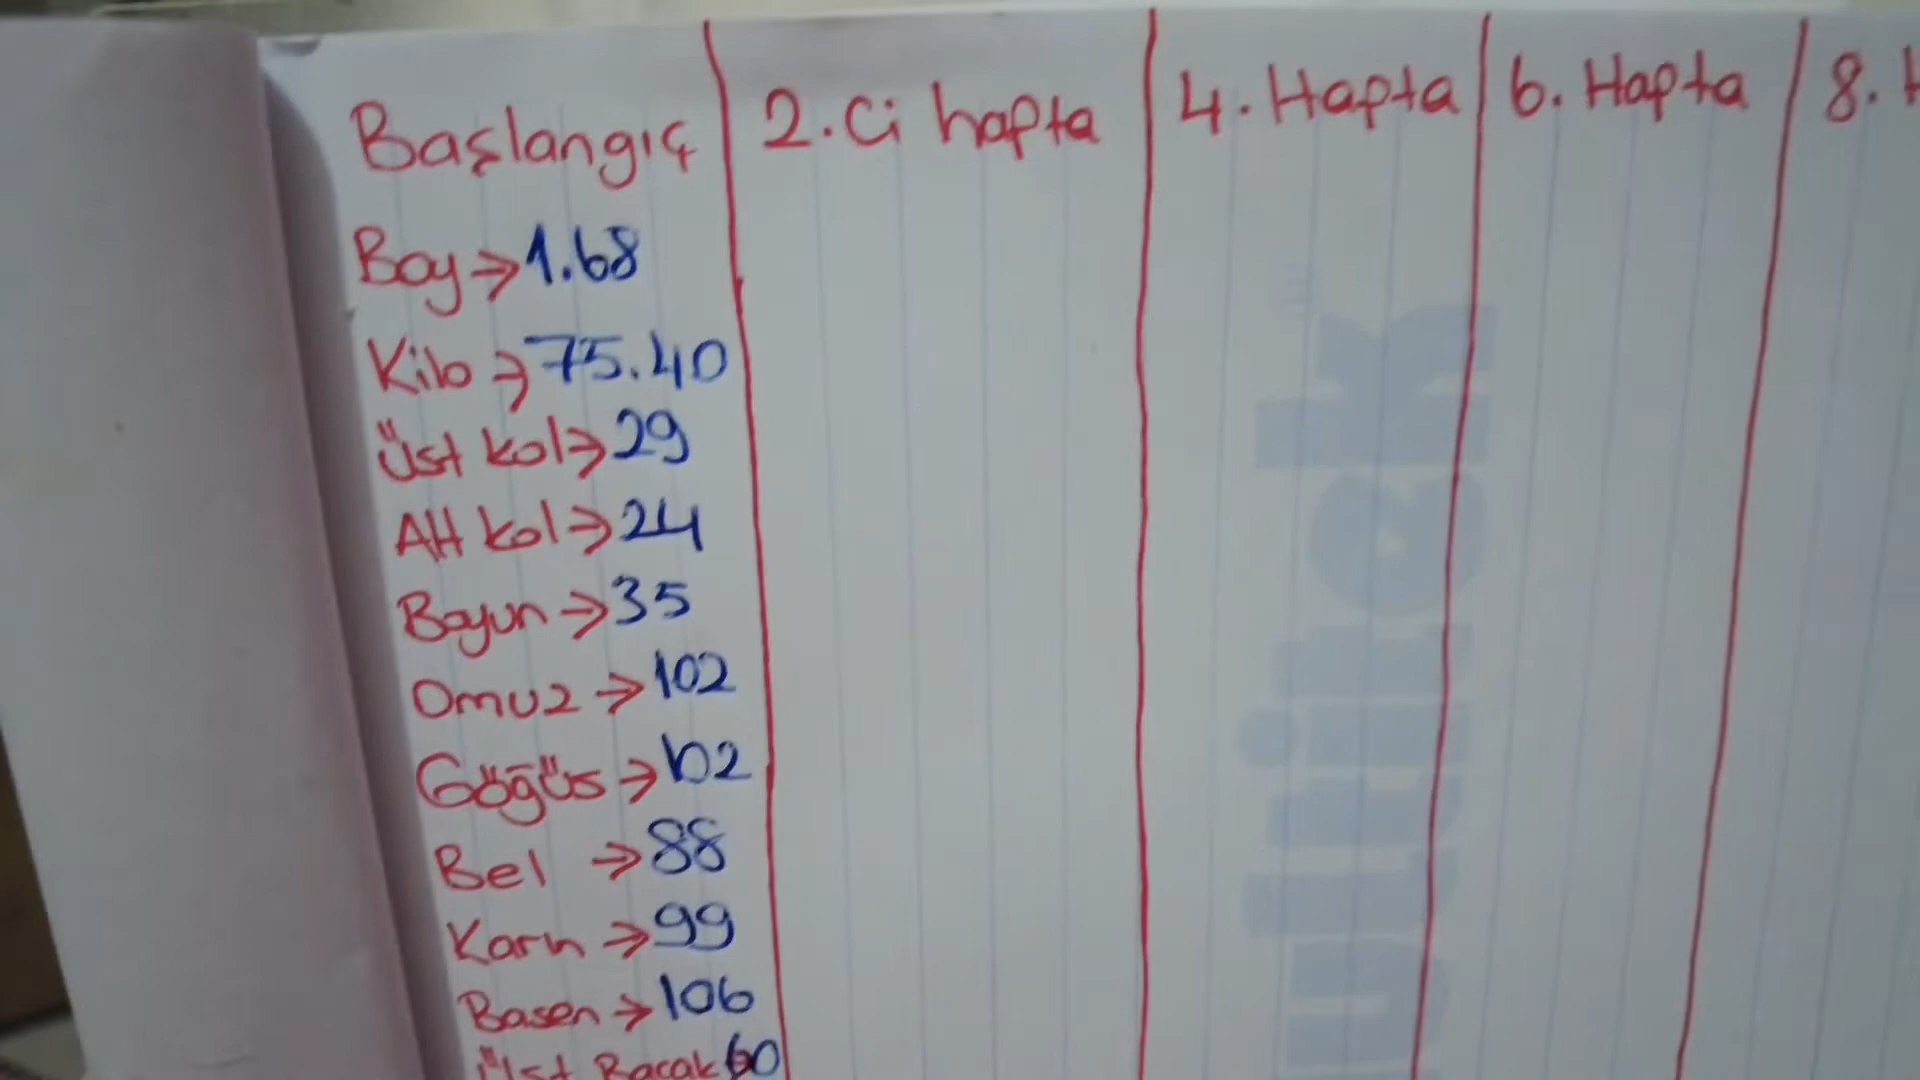 Başlangıç 2.Ci hafta 4.Hafta 6.Hafta 8.H
Boy→1.68
Kilo→75.40
Üst kol→29
Alt kol→24
Boyun→35
Omuz→102
Göğüs→102
Bel→88
Karın→99
Basen→106
Üst Bacak 60